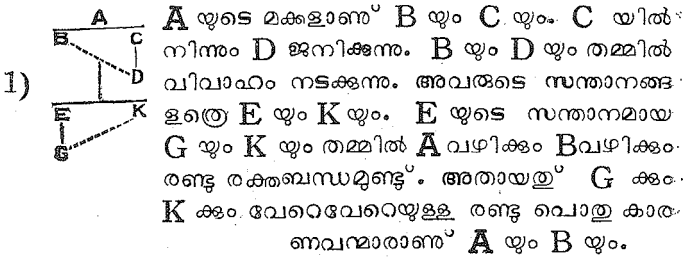 A യുടെ മക്കളാണു് B യും C യും. C യിൽ
നിന്നും D ജനിക്കുന്നു. B യും D യും തമ്മിൽ
വിവാഹം നടക്കുന്നു. അവരുടെ സന്താനങ്ങ
ളത്രെ E യും K യും. E യുടെ സന്താനമായ
G യും K യും തമ്മിൽ A വഴിക്കും B വഴിക്കും
രണ്ടു രക്തബന്ധമുണ്ടു്. അതായതു് G ക്കും
K ക്കും വേറെവേറെയുള്ള രണ്ടു പൊതു കാര
ണവന്മാരാണു് A യും B യും.
1)
A
B C
D
E K
G